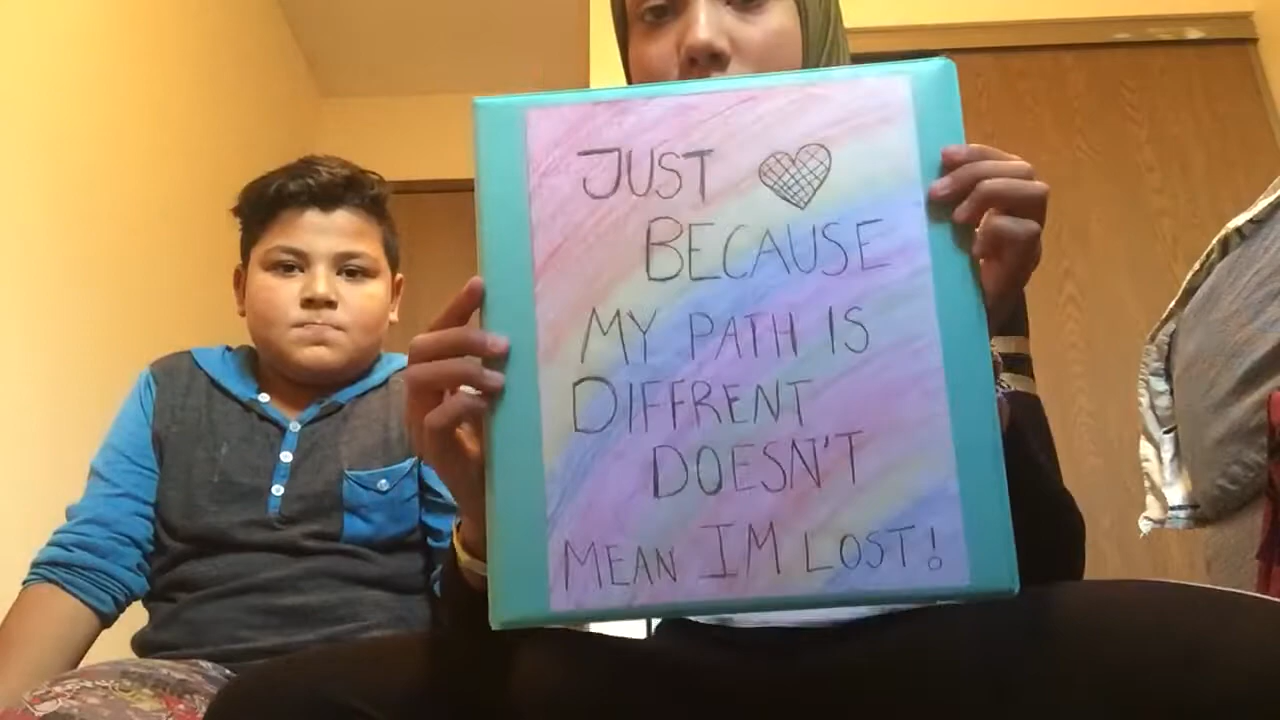 JUST
BECAUSE
MY PATH IS
DIFFRENT
DOESN'T
MEAN IM LOST!